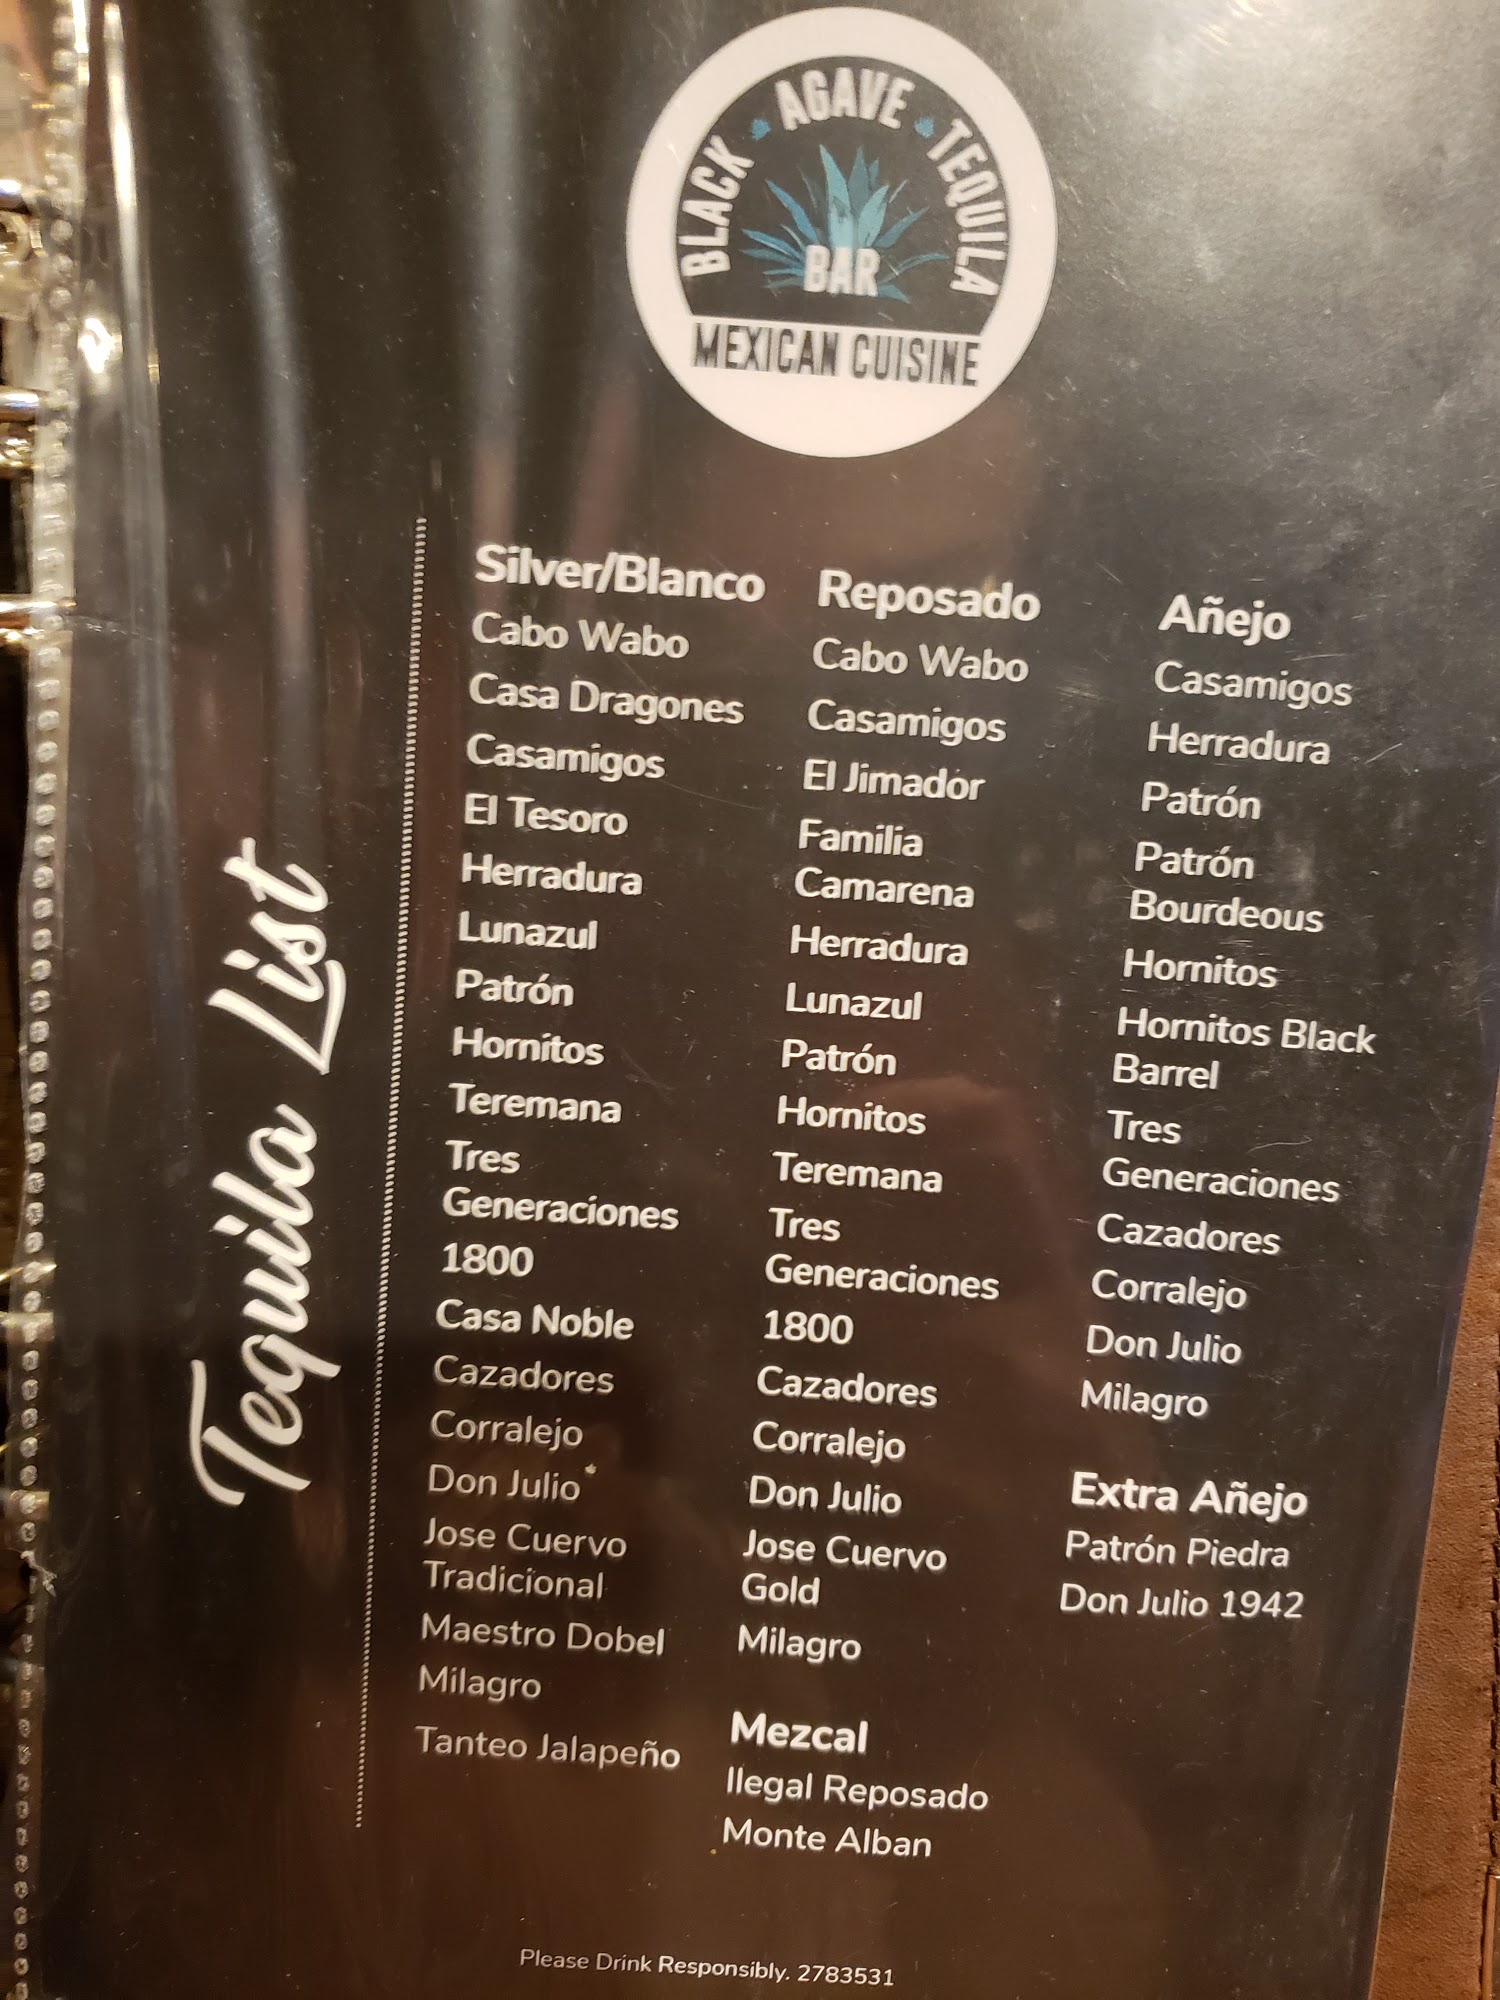 BLACK AGAVE TEQUILA
BAR
MEXICAN CUISINE
Tequila List
Silver/Blanco
Cabo Wabo
Casa Dragones
Casamigos
El Tesoro
Herradura
Lunazul
Patrón
Hornitos
Teremana
Tres
Generaciones
1800
Casa Noble
Cazadores
Corralejo
Don Julio
Jose Cuervo
Tradicional
Maestro Dobel
Milagro
Tanteo Jalapeño
Reposado
Cabo Wabo
Casamigos
El Jimador
Familia
Camarena
Herradura
Lunazul
Patrón
Hornitos
Teremana
Tres
Generaciones
1800
Cazadores
Corralejo
Don Julio
Jose Cuervo
Gold
Milagro
Mezcal
Ilegal Reposado
Monte Alban
Añejo
Casamigos
Herradura
Patrón
Patrón
Bourdeous
Hornitos
Hornitos Black
Barrel
Tres
Generaciones
Cazadores
Corralejo
Don Julio
Milagro
Extra Añejo
Patrón Piedra
Don Julio 1942
Please Drink Responsibly. 2783531